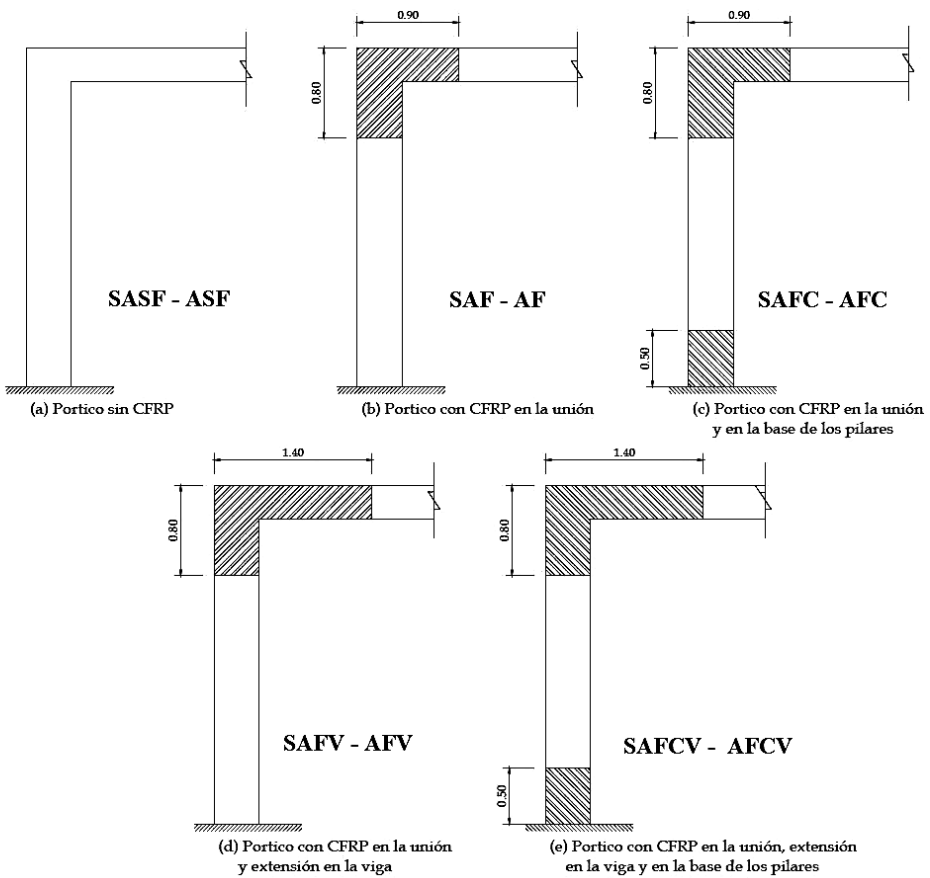 0.90
0.90
0.80
0.80
SASF - ASF
SAF - AF
SAFC - AFC
0.50
(a) Portico sin CFRP
(b) Portico con CFRP en la unión
(c) Portico con CFRP en la unión
y en la base de los pilares
1.40
1.40
0.80
0.80
SAFV - AFV
SAFCV - AFCV
0.50
(d) Portico con CFRP en la unión
y extensión en la viga
(e) Portico con CFRP en la unión, extensión
en la viga y en la base de los pilares